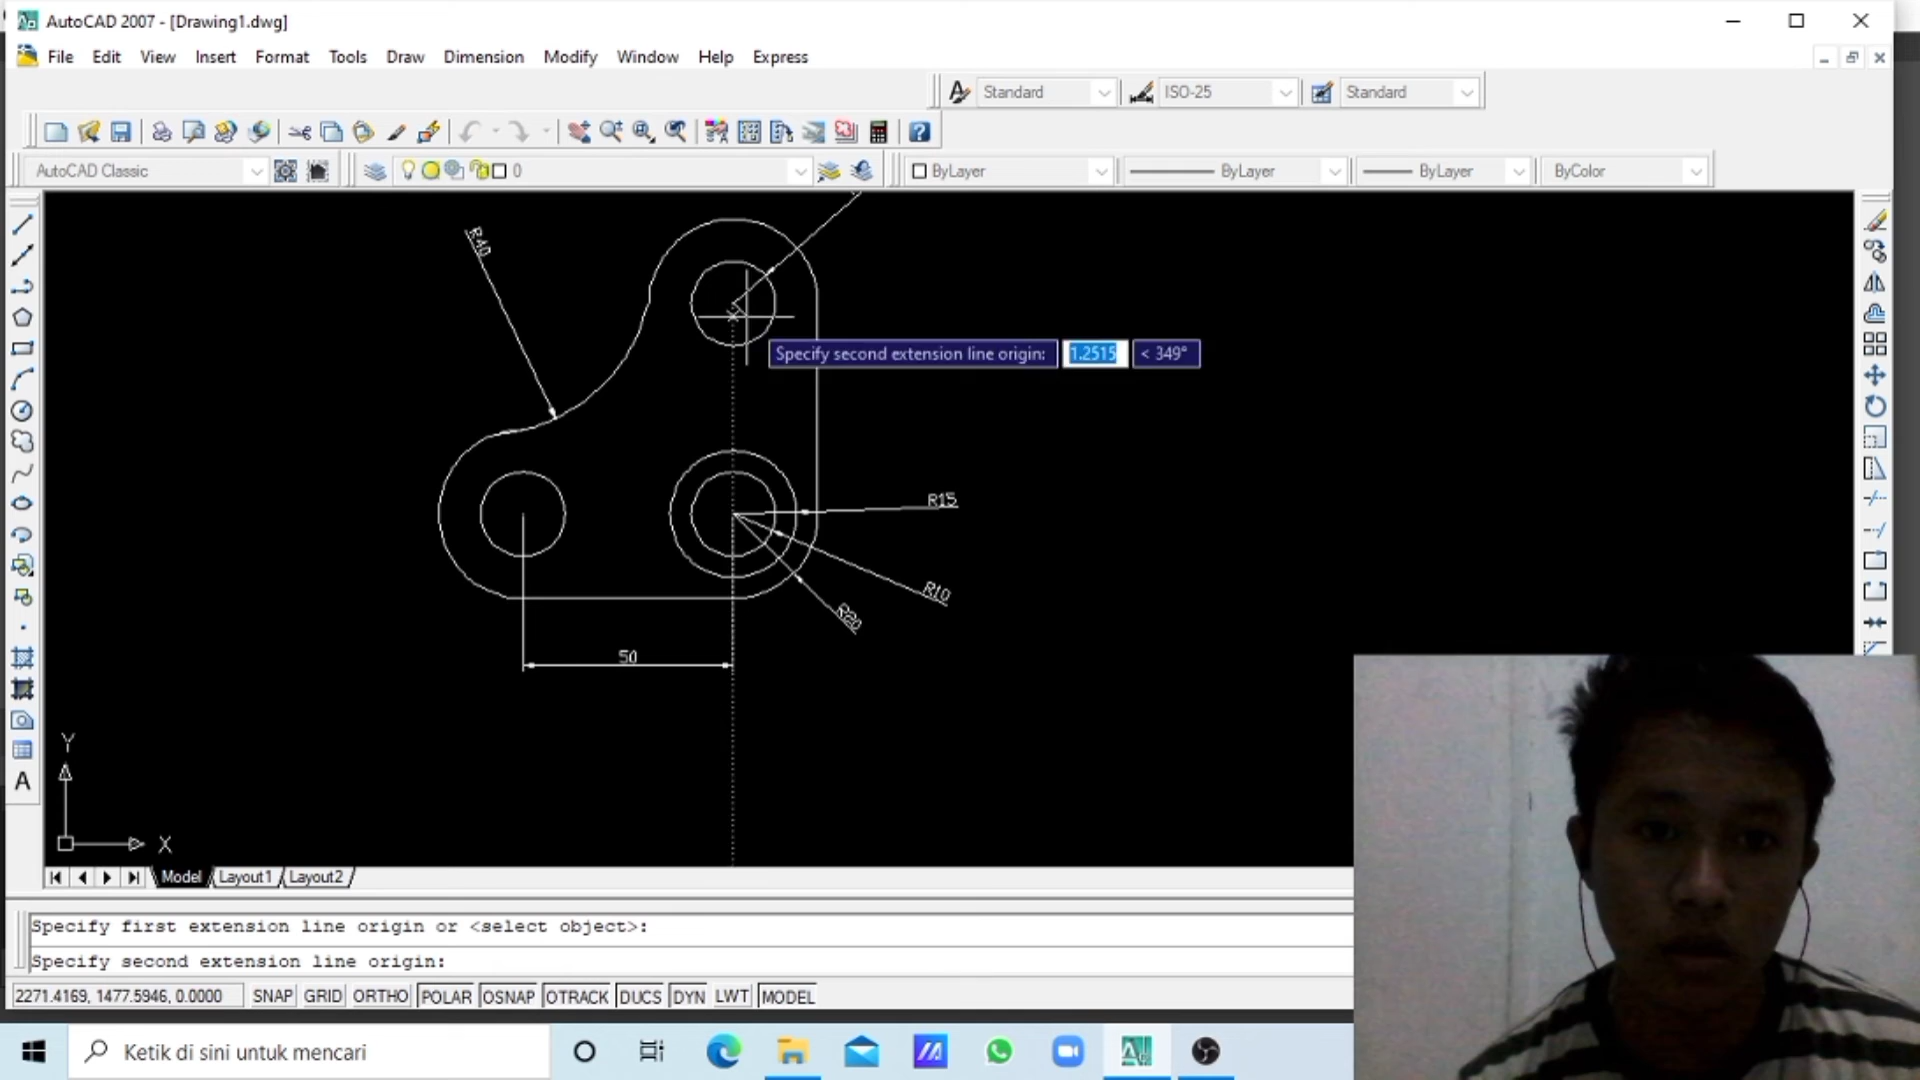 AutoCAD 2007 - [Drawing1.dwg]
File Edit View Insert Format Tools Draw Dimension Modify Window Help Express
Standard ISO-25 Standard
AutoCAD Classic 0 ByLayer ByLayer ByLayer ByColor
R40
Specify second extension line origin: 1.2515 < 349°
R15
R10
R20
50
Y
X
A
Model Layout1 Layout2
Specify first extension line origin or <select object>:
Specify second extension line origin:
2271.4169, 1477.5946, 0.0000 SNAP GRID ORTHO POLAR OSNAP OTRACK DUCS DYN LWT MODEL
Ketik di sini untuk mencari